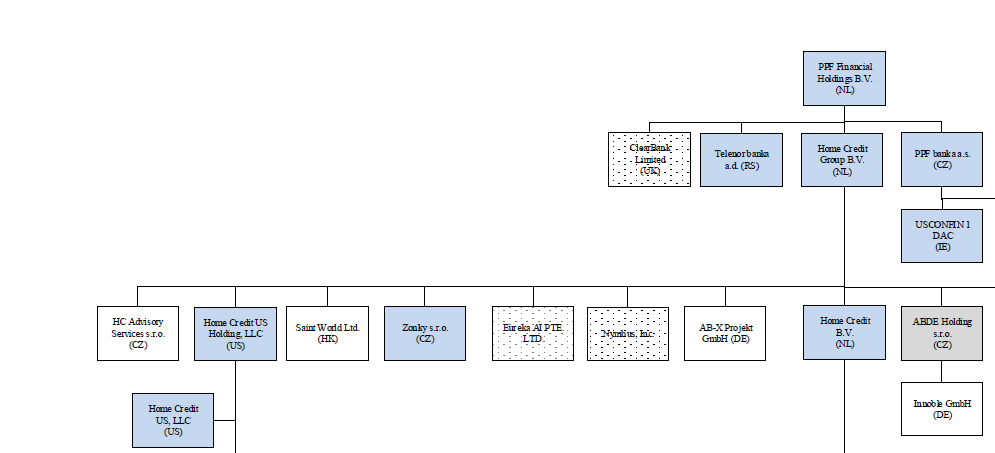 PPF Financial
Holdings B.V.
(NL)
ClearBank
Limited
(UK)
Telenor banka
a.d. (RS)
Home Credit
Group B.V.
(NL)
PPF banka a.s.
(CZ)
USCONFIN 1
DAC
(IE)
HC Advisory
Services s.r.o.
(CZ)
Home Credit US
Holding, LLC
(US)
Saint World Ltd.
(HK)
Zonky s.r.o.
(CZ)
Eureka AI PTE.
LTD.
Nymbus, Inc.
AB-X Projekt
GmbH (DE)
Home Credit
B.V.
(NL)
ABDE Holding
s.r.o.
(CZ)
Home Credit
US, LLC
(US)
Innoble GmbH
(DE)